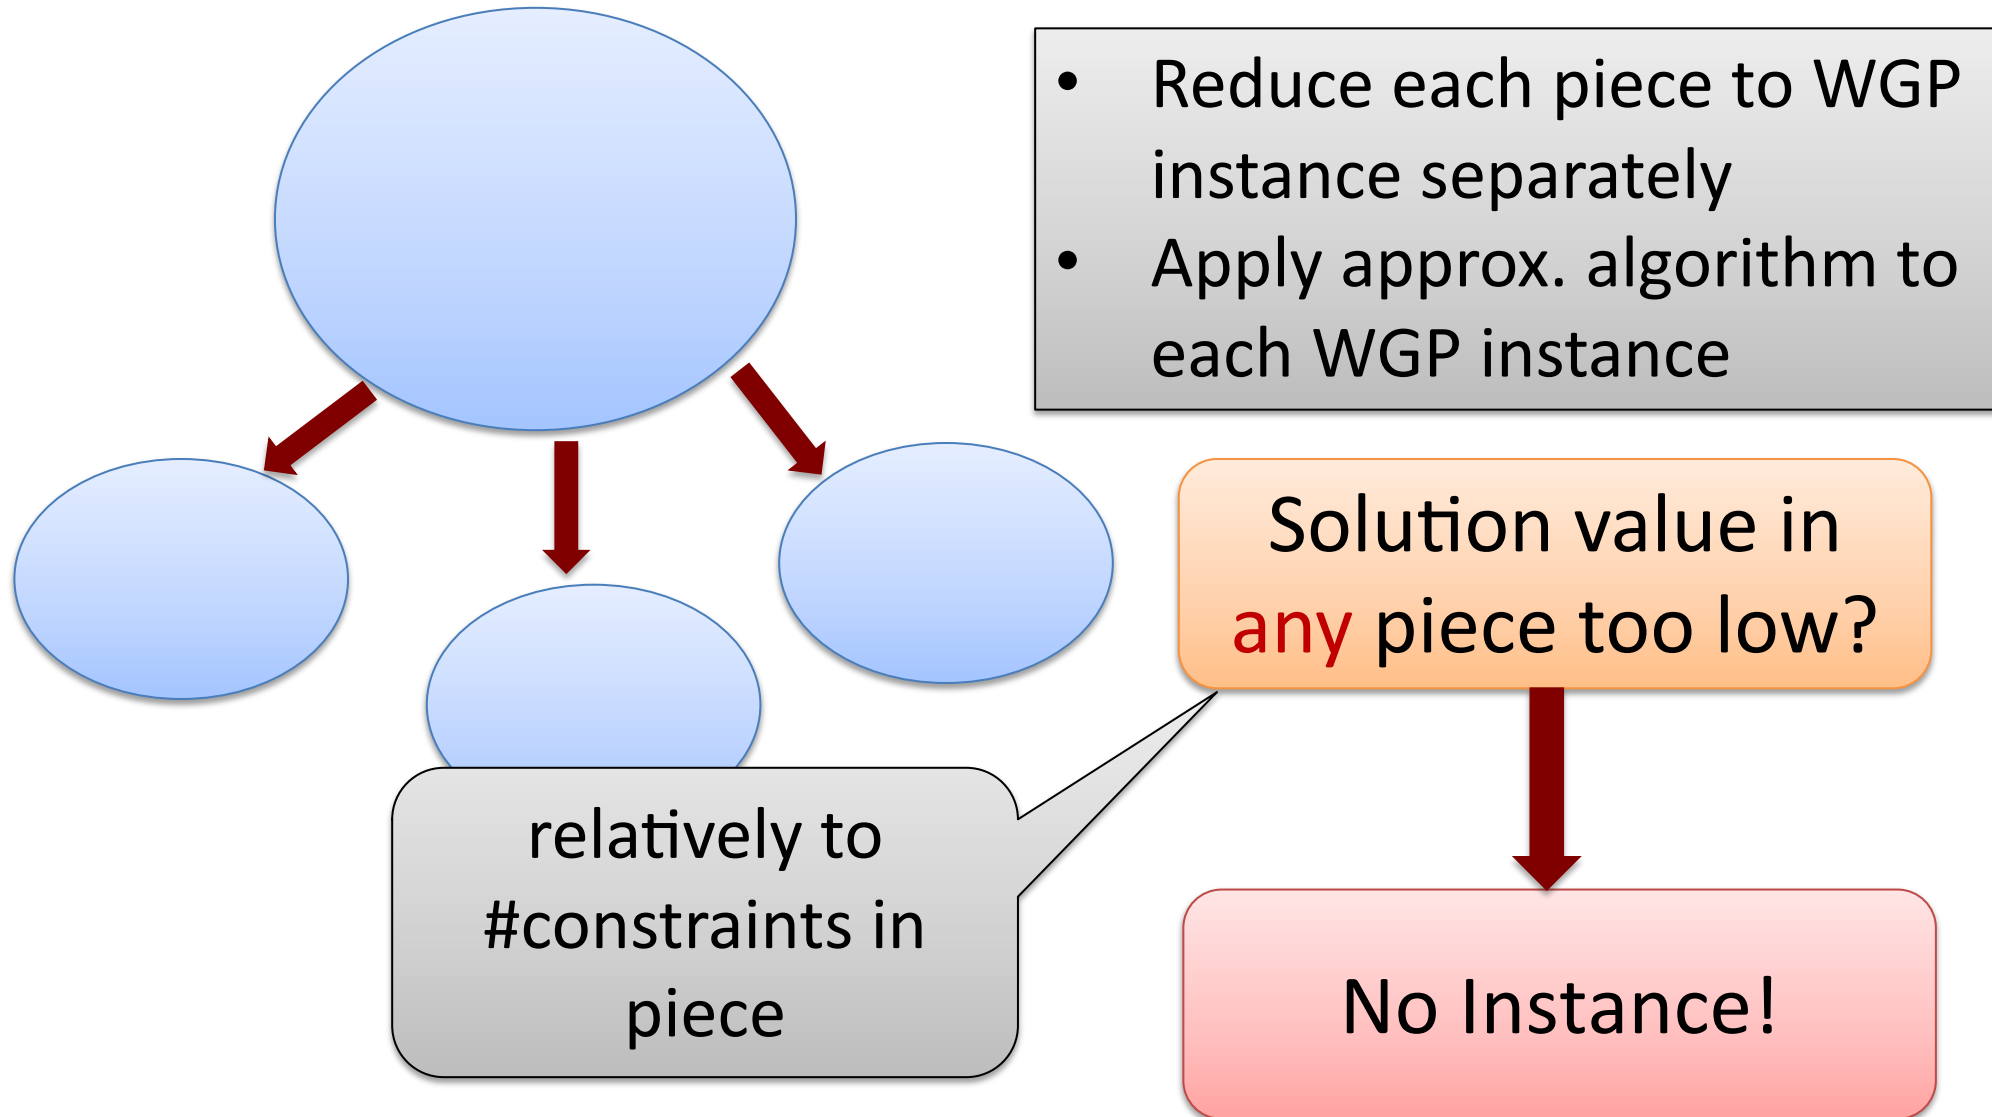 • Reduce each piece to WGP
instance separately
• Apply approx. algorithm to
each WGP instance
Solution value in
any piece too low?
relatively to
#constraints in
piece
No Instance!